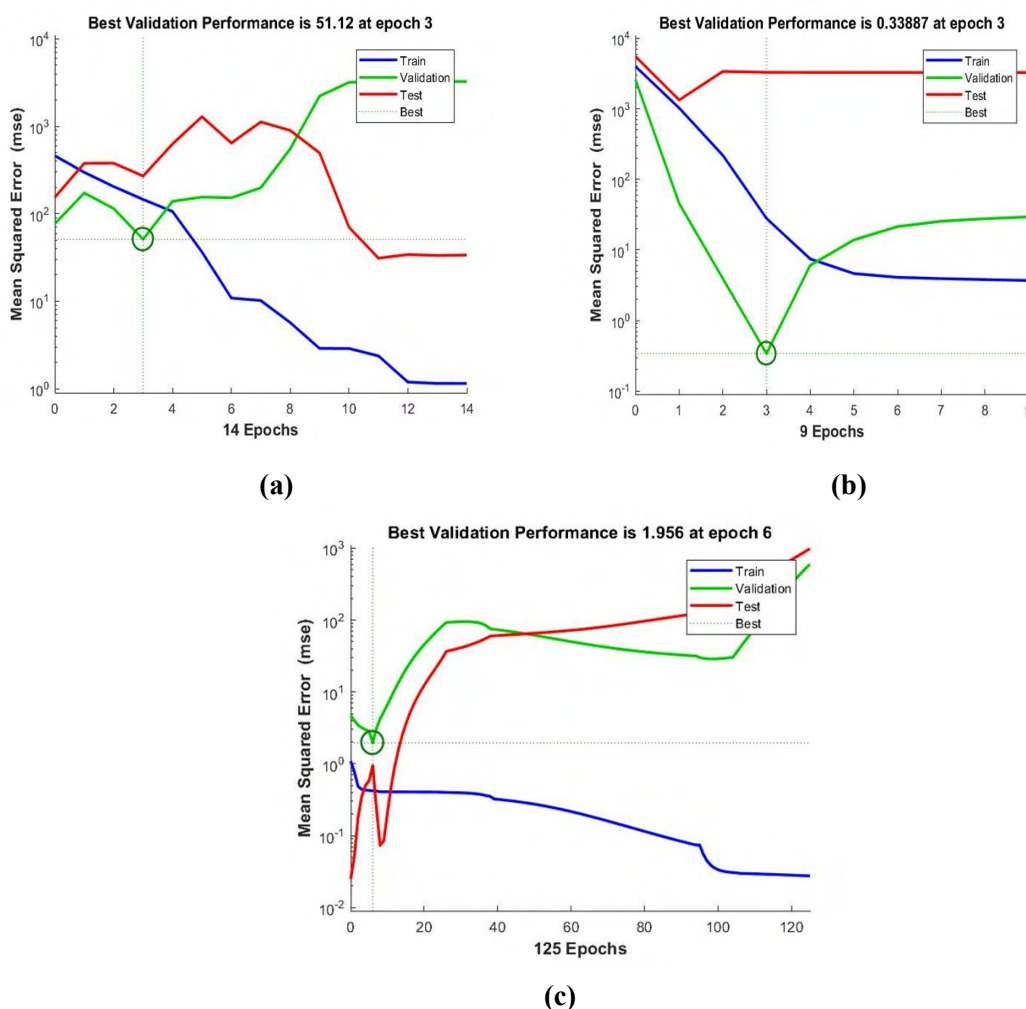 Best Validation Performance is 51.12 at epoch 3
Mean Squared Error (mse)
10^4
10^3
10^2
10^1
10^0
Train
Validation
Test
Best
0 2 4 6 8 10 12 14
14 Epochs
(a)
Best Validation Performance is 0.33887 at epoch 3
Mean Squared Error (mse)
10^4
10^3
10^2
10^1
10^0
10^-1
Train
Validation
Test
Best
0 1 2 3 4 5 6 7 8 9
9 Epochs
(b)
Best Validation Performance is 1.956 at epoch 6
Mean Squared Error (mse)
10^3
10^2
10^1
10^0
10^-1
10^-2
Train
Validation
Test
Best
0 20 40 60 80 100 120
125 Epochs
(c)